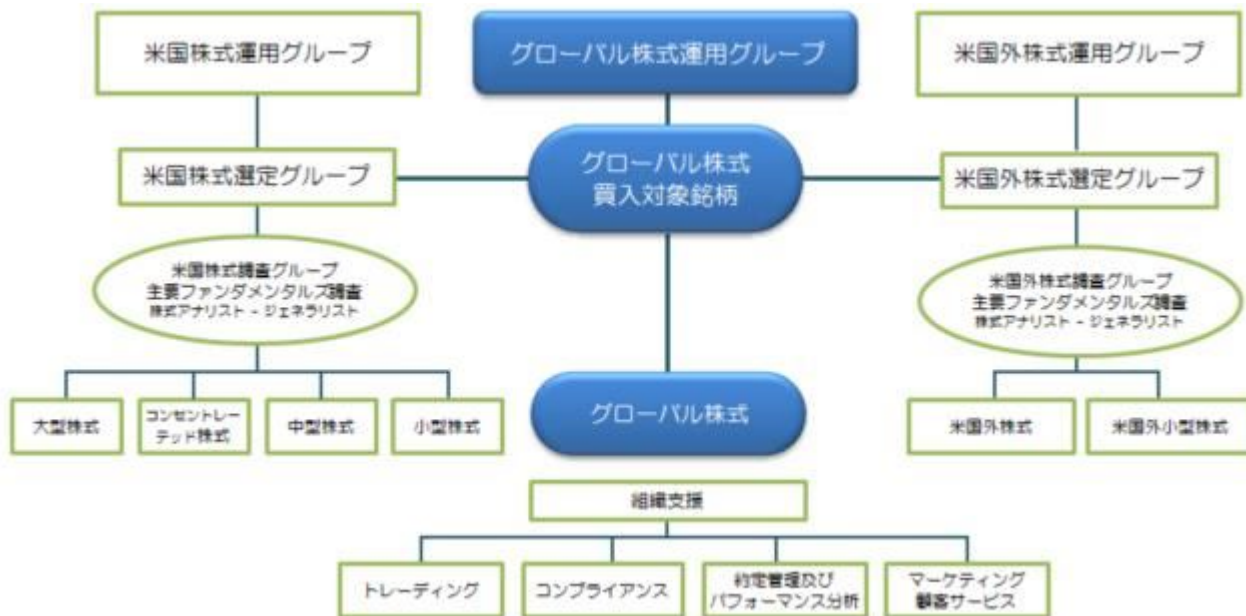 米国株式運用グループ
グローバル株式運用グループ
米国外株式運用グループ
米国株式選定グループ
グローバル株式
買入対象銘柄
米国外株式選定グループ
米国株式調査グループ
主要ファンダメンタルズ調査
株式アナリスト - ジェネラリスト
米国外株式調査グループ
主要ファンダメンタルズ調査
株式アナリスト - ジェネラリスト
大型株式
コンセントレー
テッド株式
中型株式
小型株式
グローバル株式
米国外株式
米国外小型株式
組織支援
トレーディング
コンプライアンス
約定管理及び
パフォーマンス分析
マーケティング
顧客サービス